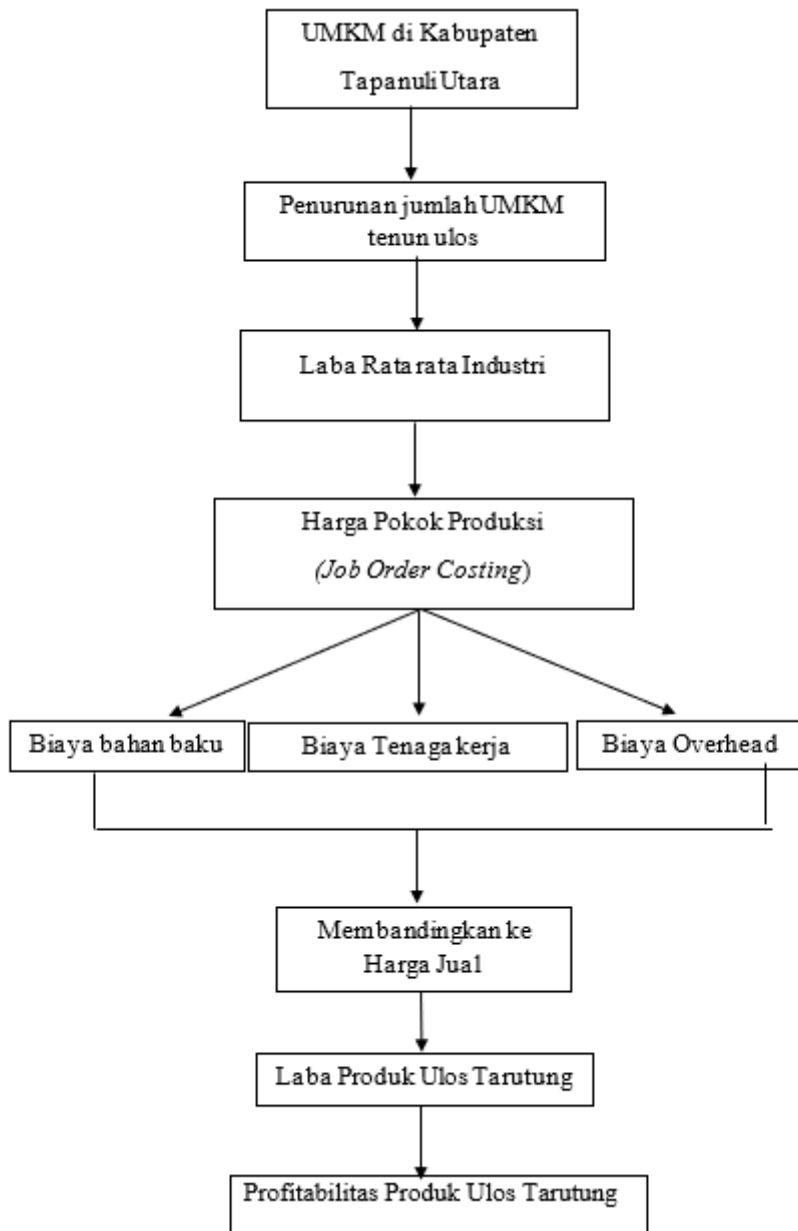 UMKM di Kabupaten
Tapanuli Utara
Penurunan jumlah UMKM
tenun ulos
Laba Ratarata Industri
Harga Pokok Produksi
(Job Order Costing)
Biaya bahan baku
Biaya Tenaga kerja
Biaya Overhead
Membandingkan ke
Harga Jual
Laba Produk Ulos Tarutung
Profitabilitas Produk Ulos Tarutung